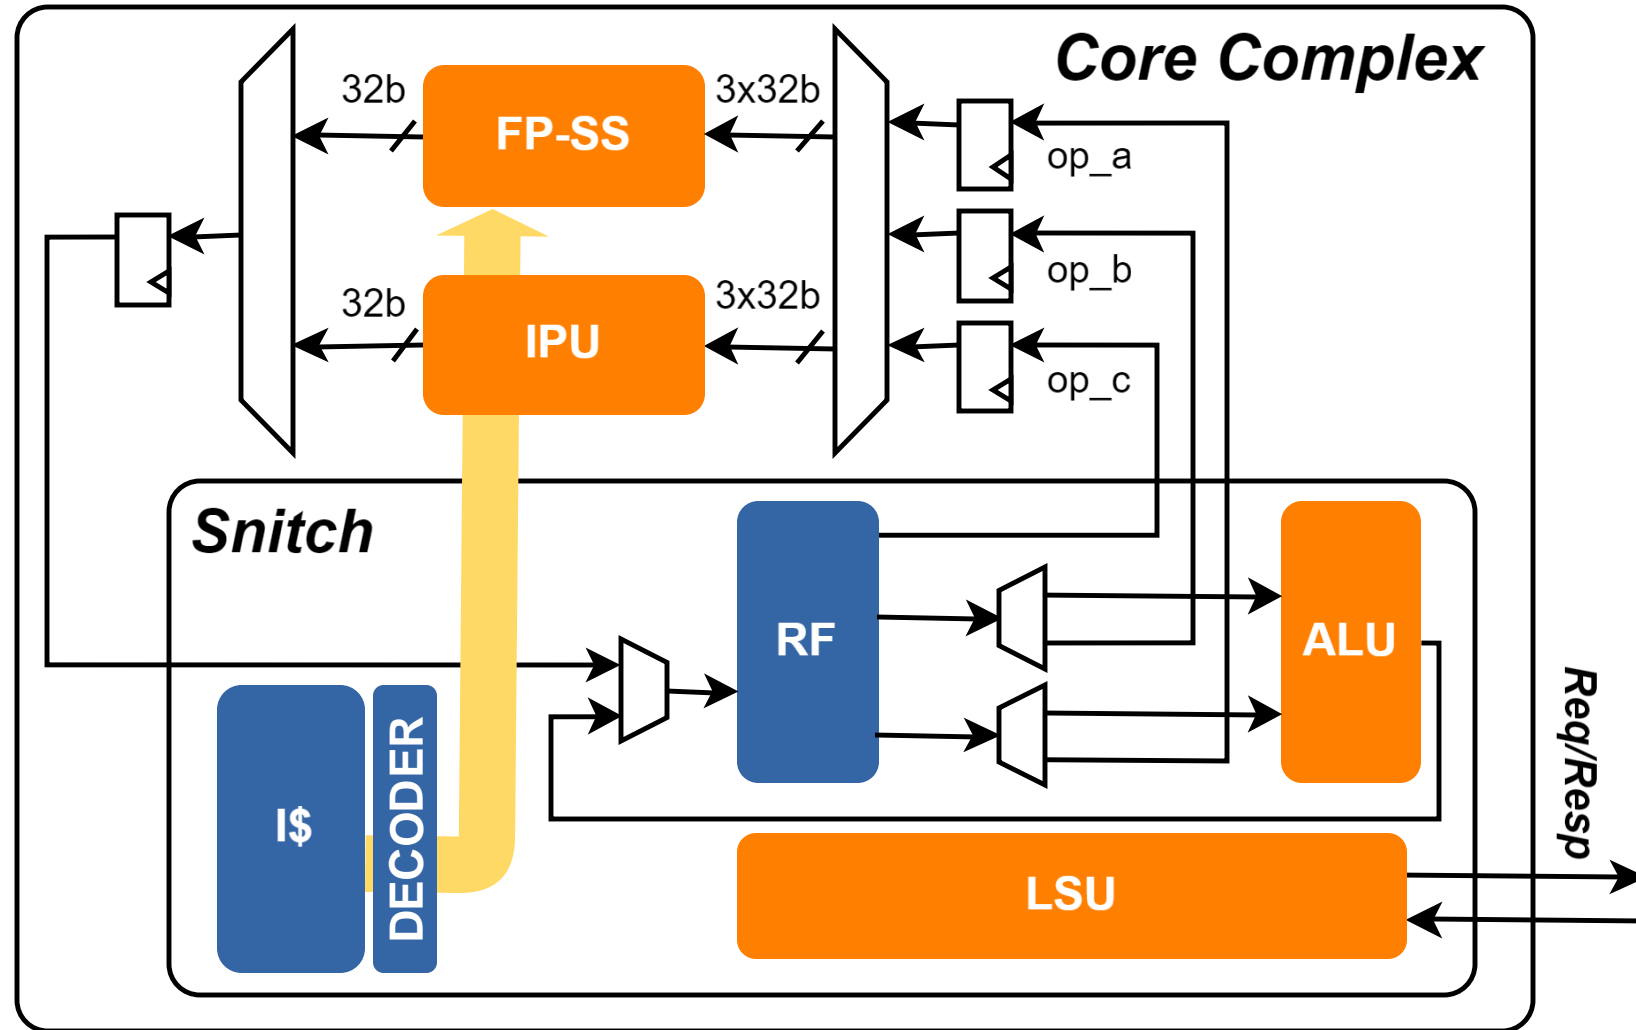 Core Complex
32b
FP-SS
3x32b
op_a
op_b
32b
IPU
3x32b
op_c
Snitch
RF
ALU
I$
DECODER
LSU
Req/Resp